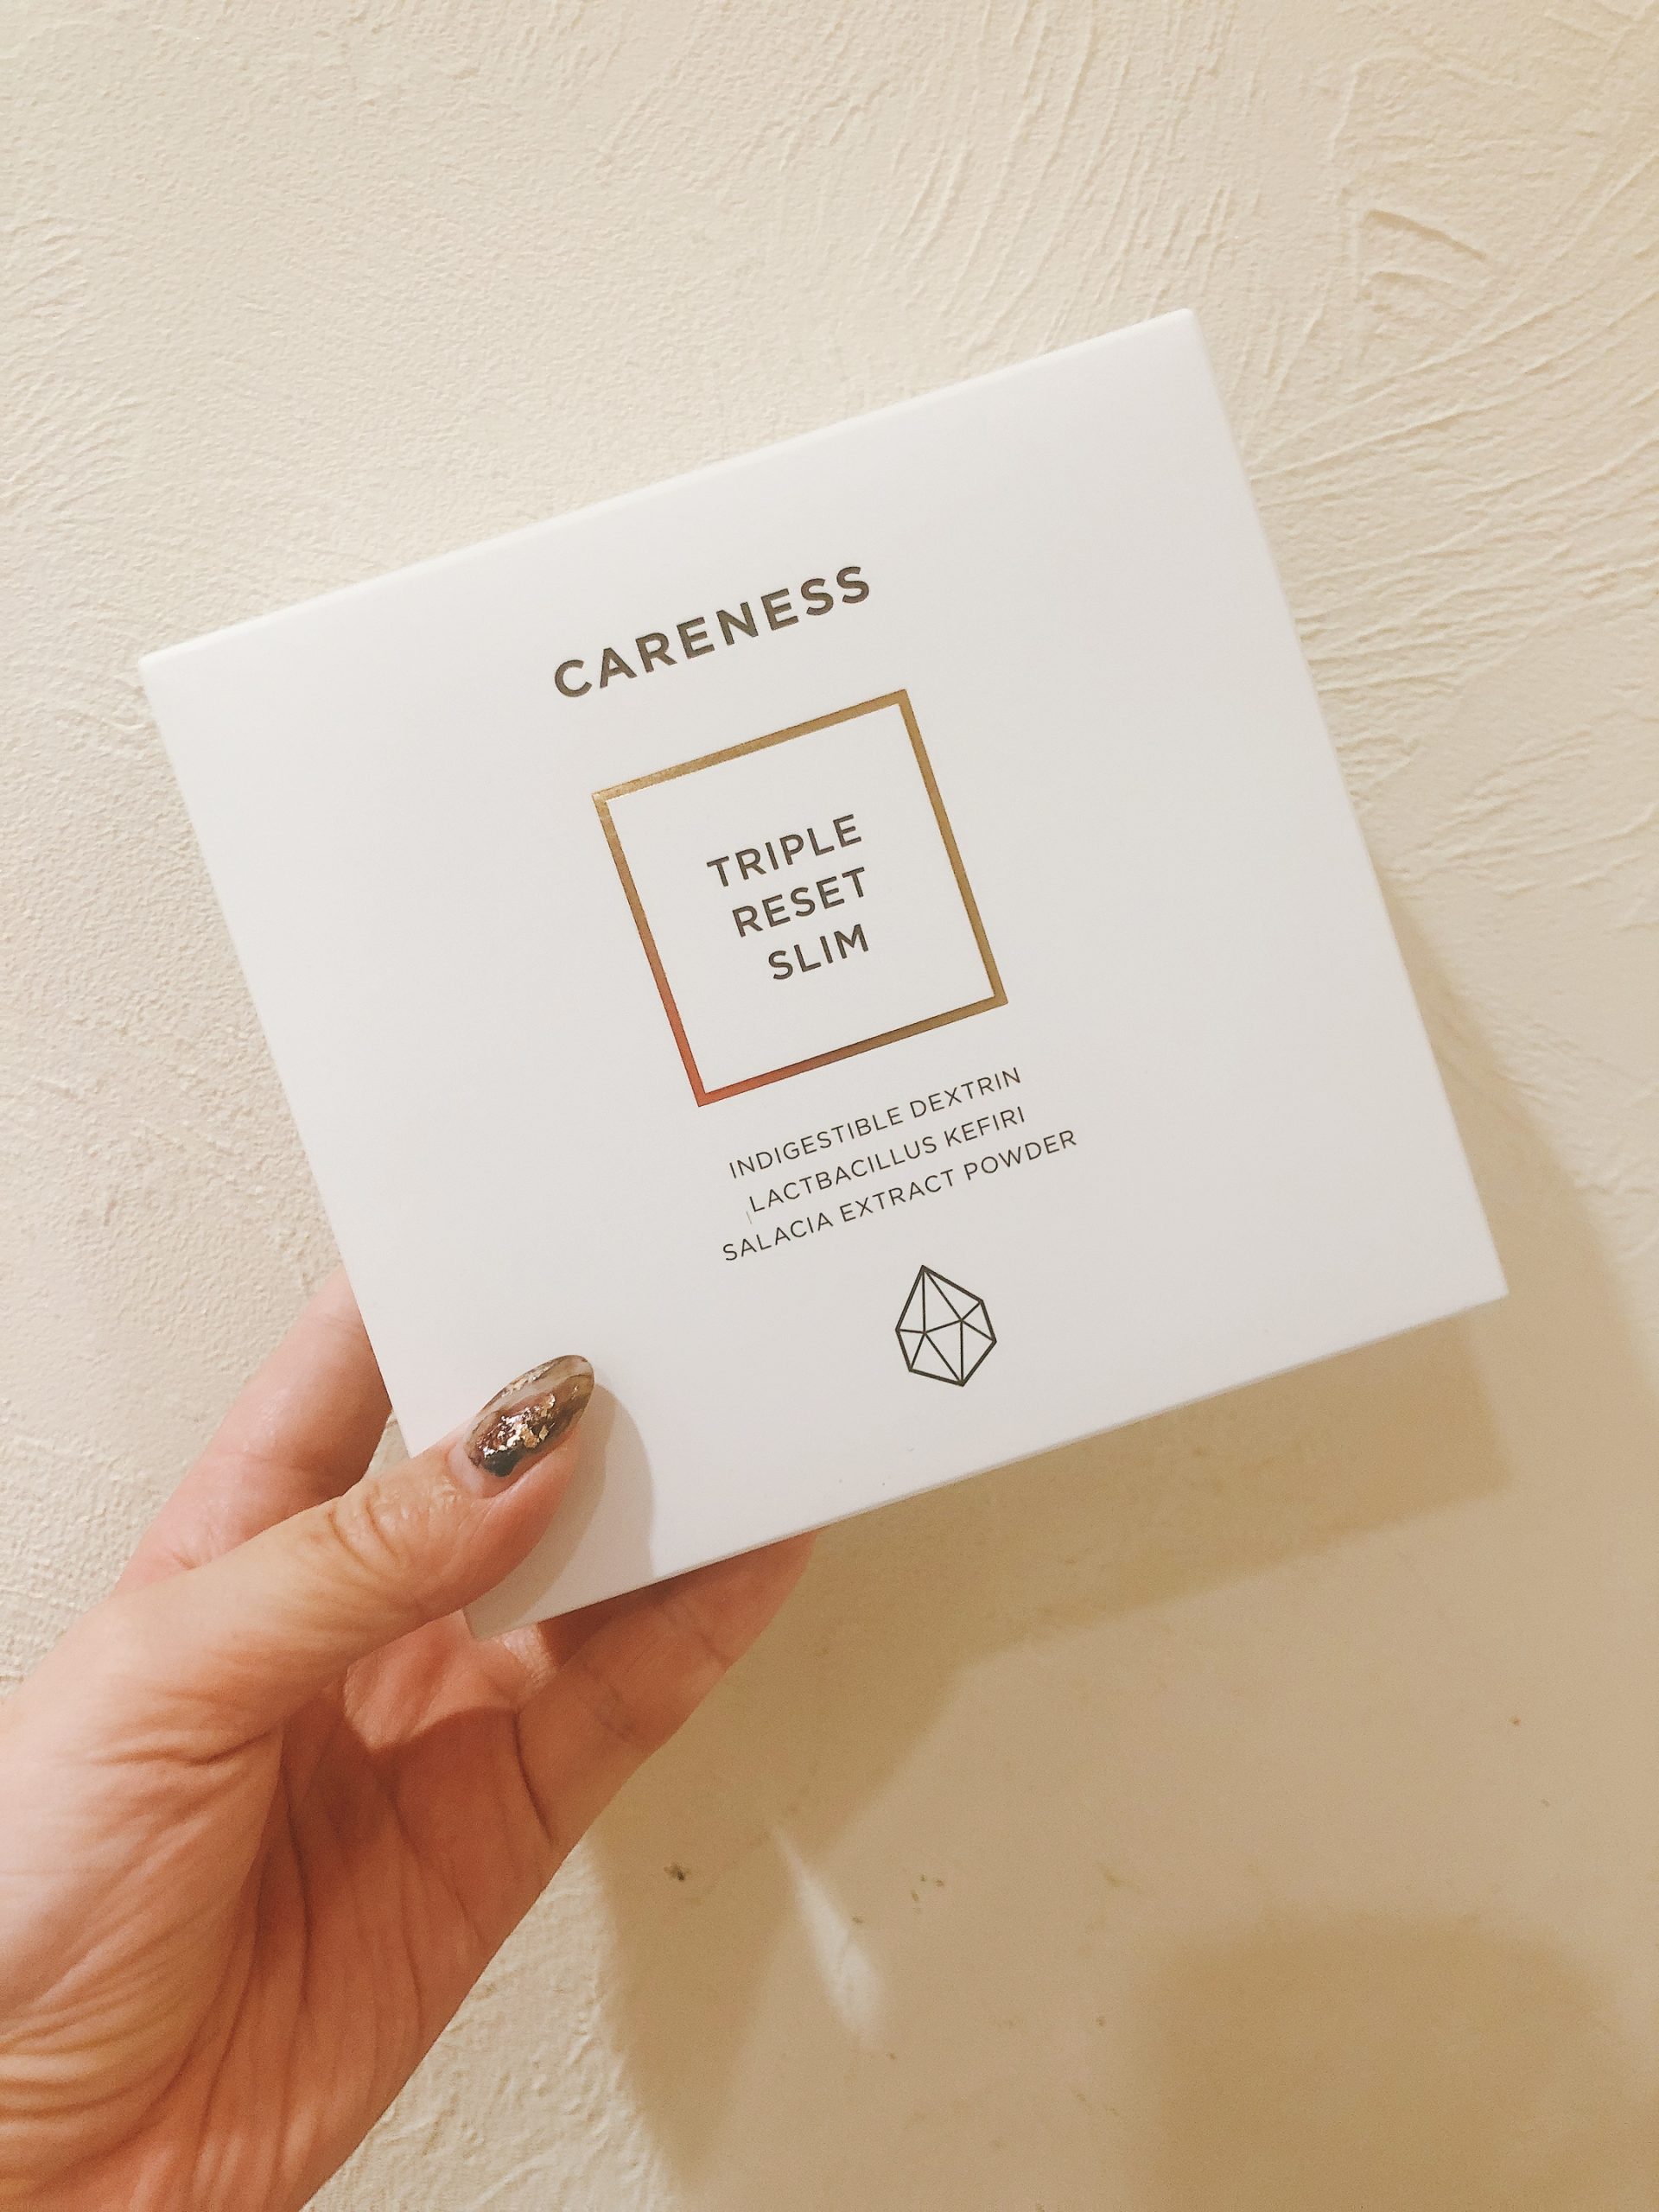 CARENESS
TRIPLE
RESET
SLIM
INDIGESTIBLE DEXTRIN
LACTBACILLUS KEFIRI
SALACIA EXTRACT POWDER